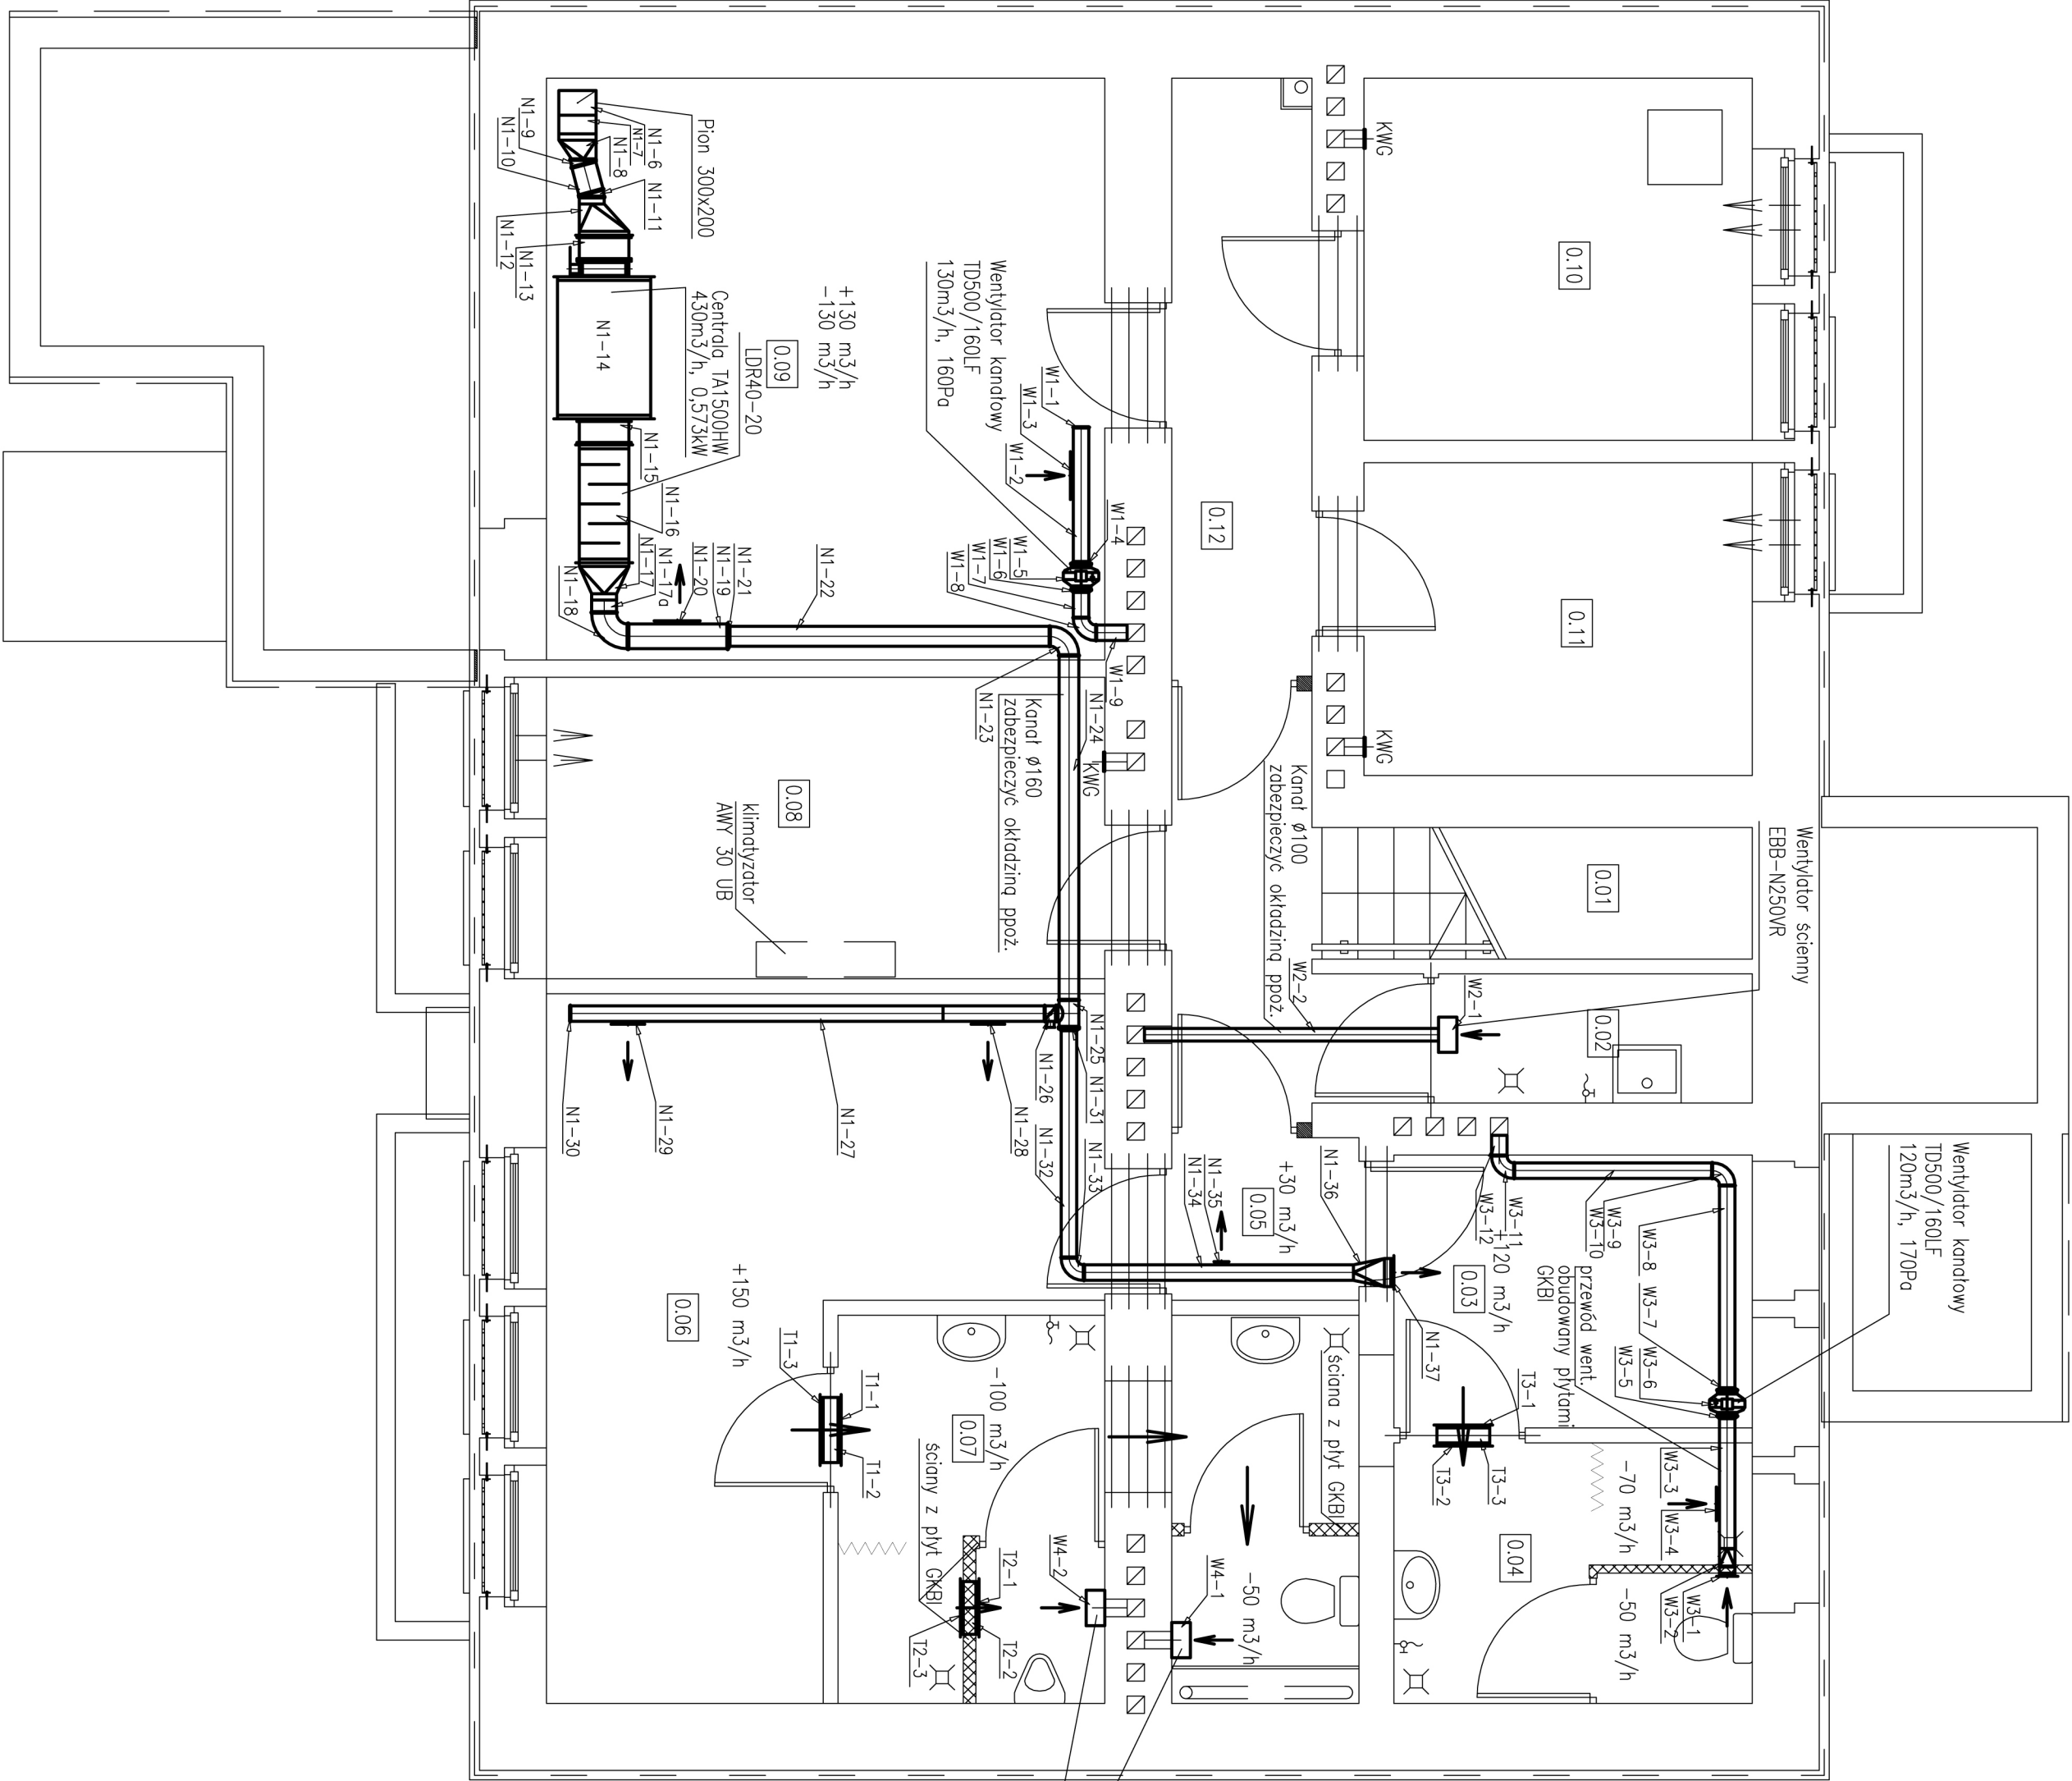 Wentylator kanałowy
TD500/160LF
120m3/h, 170Pa
Wentylator ścienny
EBB-N250VR
KWG
KWG
0.10
0.11
0.01
0.02
W2-1
W2-2
Kanał ø100
zabezpieczyć okładziną ppoż.
0.12
W3-8
W3-7
W3-9
W3-10
przewód went.
obudowany płytami
GKBI
W3-11
W3-12
+120 m3/h
0.03
W3-6
W3-5
W3-3
W3-4
W3-1
W3-2
-70 m3/h
-50 m3/h
0.04
T3-1
T3-3
T3-2
N1-37
N1-36
ściana z płyt GKBI
+30 m3/h
0.05
N1-35
N1-34
-50 m3/h
W4-1
W4-2
Wentylator kanałowy
TD500/160LF
130m3/h, 160Pa
W1-1
W1-3
W1-2
W1-4
W1-5
W1-6
W1-7
W1-8
W1-9
N1-24
KWG
Kanał ø160
zabezpieczyć okładziną ppoż.
N1-23
N1-25
N1-31
N1-26
N1-33
N1-32
N1-28
-100 m3/h
0.07
ściany z płyt GKBI
T2-1
T2-2
T2-3
T1-1
T1-2
T1-3
+130 m3/h
-130 m3/h
0.09
LDR40-20
Centrala TA1500HW
430m3/h, 0,573kW
Pion 300x200
N1-6
N1-7
N1-8
N1-9
N1-10
N1-11
N1-12
N1-13
N1-14
N1-15
N1-16
N1-17
N1-17a
N1-18
N1-20
N1-19
N1-21
N1-22
0.08
klimatyzator
AWY 30 UB
N1-27
N1-29
N1-30
+150 m3/h
0.06